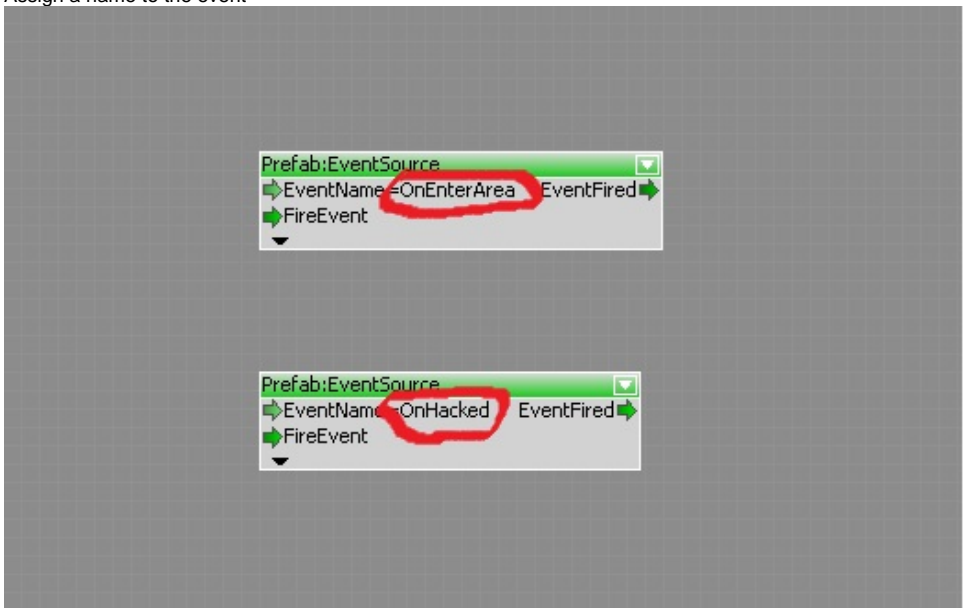 Assign a name to the event
Prefab:EventSource
EventName =OnEnterArea EventFired
FireEvent
Prefab:EventSource
EventName =OnHacked EventFired
FireEvent